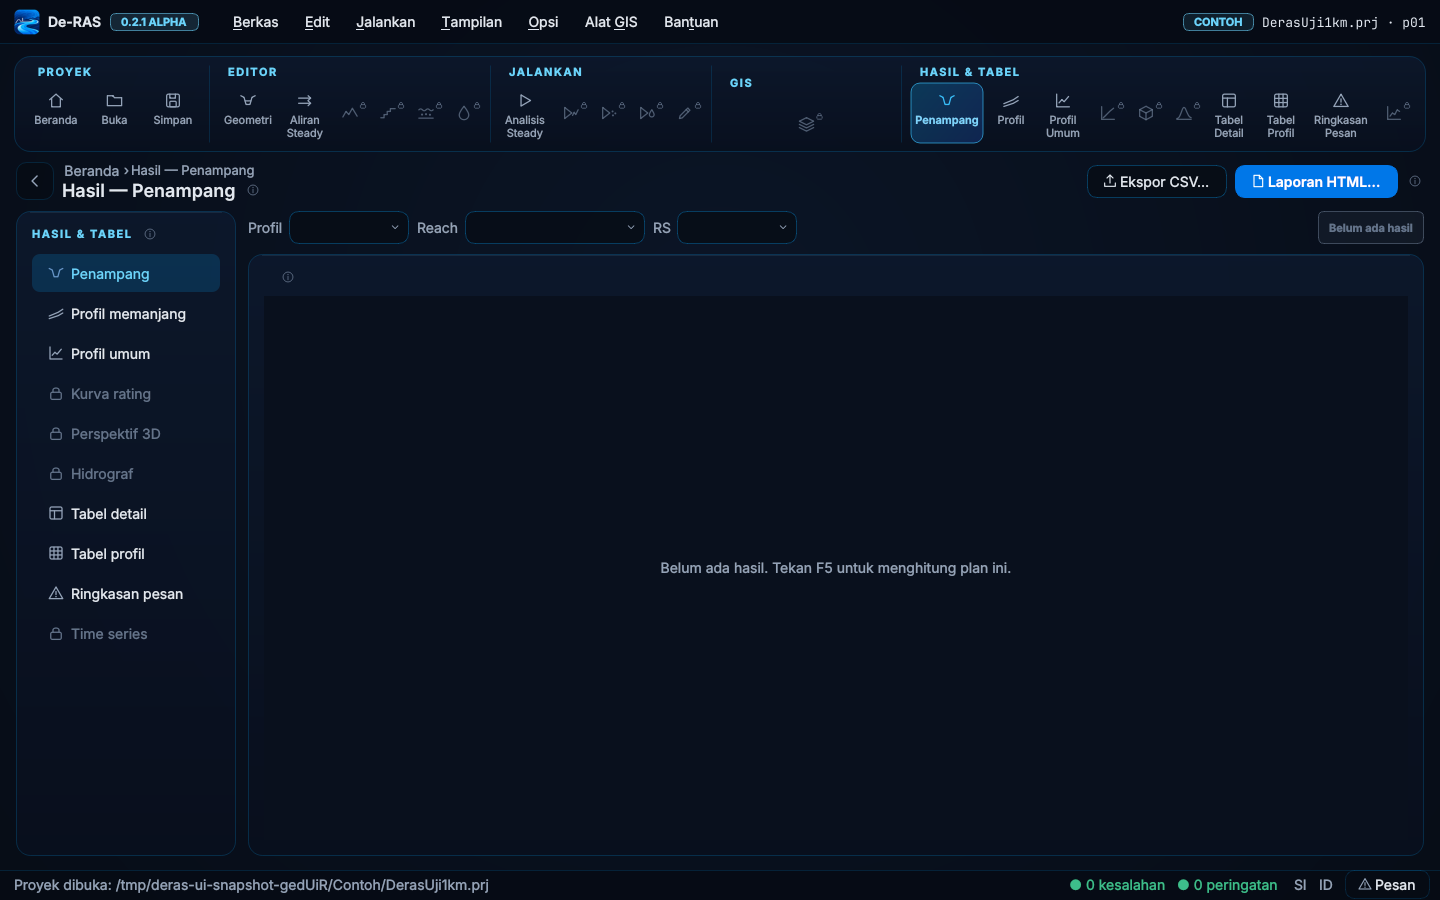 De-RAS 0.2.1 ALPHA Berkas Edit Jalankan Tampilan Opsi Alat GIS Bantuan CONTOH DerasUji1km.prj · p01
PROYEK
Beranda Buka Simpan
EDITOR
Geometri Aliran Steady
JALANKAN
Analisis Steady
GIS
HASIL & TABEL
Penampang Profil Profil Umum Tabel Detail Tabel Profil Ringkasan Pesan
Beranda › Hasil — Penampang
Hasil — Penampang
Ekspor CSV... Laporan HTML...
HASIL & TABEL
Penampang
Profil memanjang
Profil umum
Kurva rating
Perspektif 3D
Hidrograf
Tabel detail
Tabel profil
Ringkasan pesan
Time series
Profil Reach RS Belum ada hasil
Belum ada hasil. Tekan F5 untuk menghitung plan ini.
Proyek dibuka: /tmp/deras-ui-snapshot-gedUiR/Contoh/DerasUji1km.prj 0 kesalahan 0 peringatan SI ID Pesan